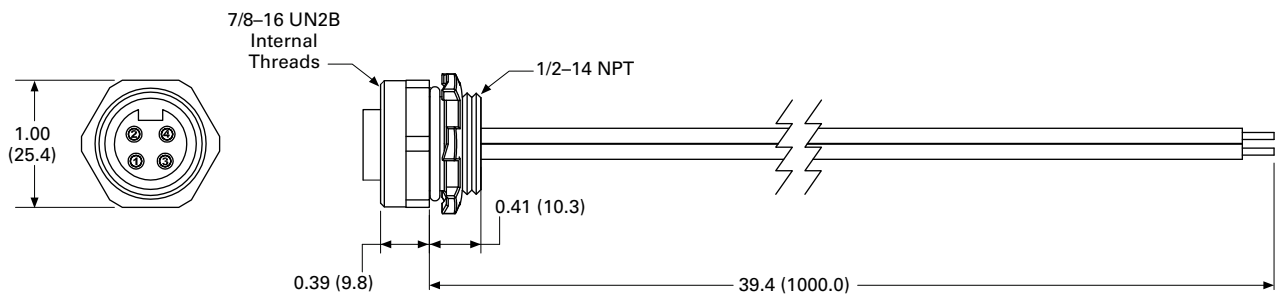 7/8–16 UN2B
Internal
Threads
1/2–14 NPT
1.00
(25.4)
2
4
1
3
0.41 (10.3)
0.39 (9.8)
39.4 (1000.0)